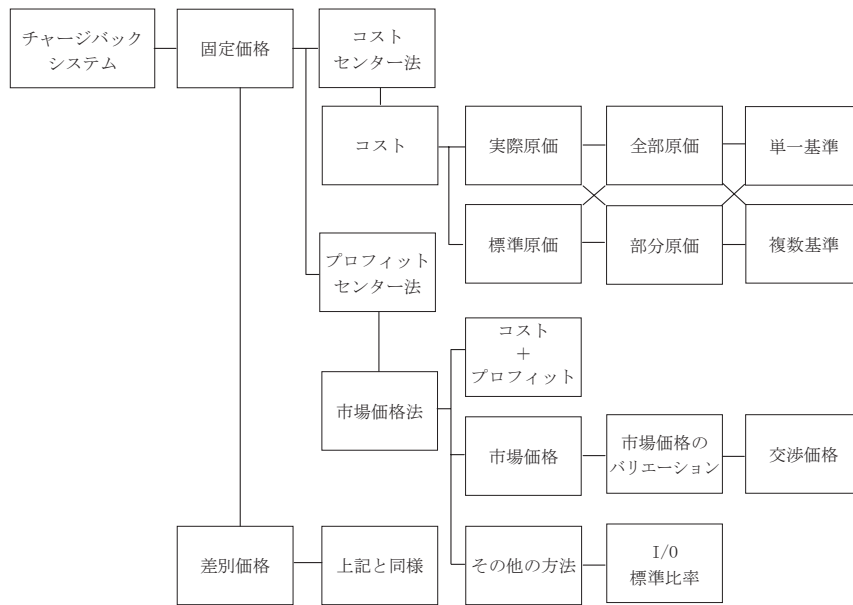 チャージバック
システム
固定価格
コスト
センター法
コスト
実際原価
全部原価
単一基準
標準原価
部分原価
複数基準
プロフィット
センター法
コスト
+
プロフィット
市場価格法
市場価格
市場価格の
バリエーション
交渉価格
差別価格
上記と同様
その他の方法
I/0
標準比率